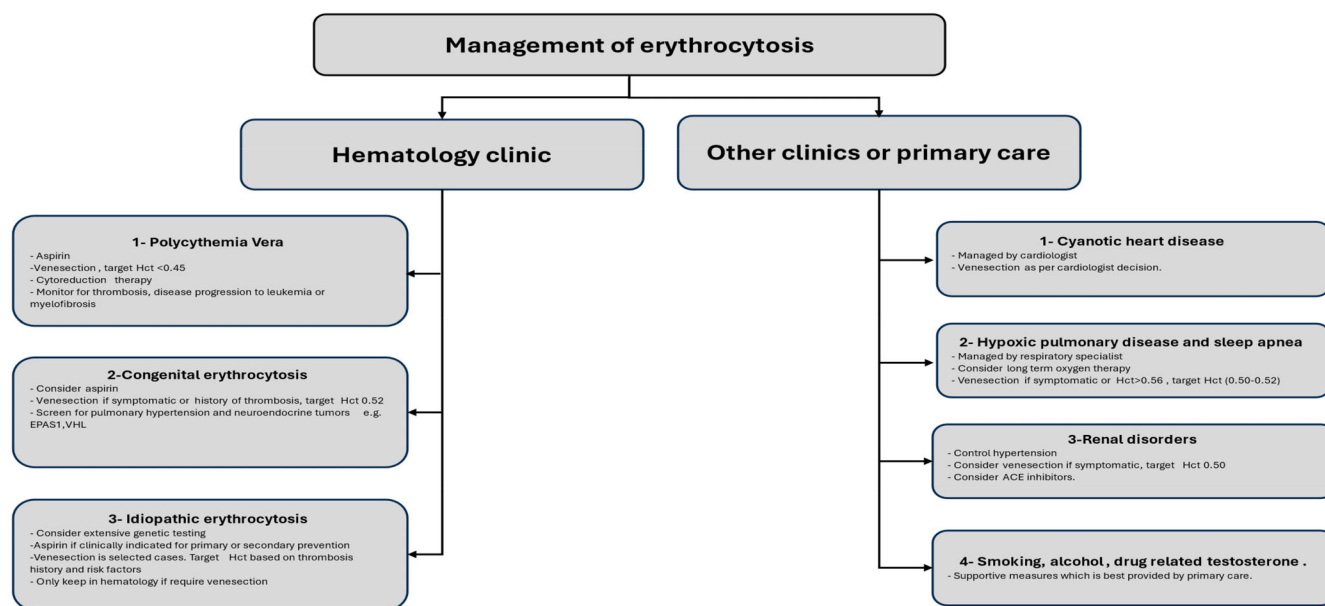 Management of erythrocytosis
Hematology clinic
1- Polycythemia Vera
- Aspirin
-Venesection , target Hct <0.45
- Cytoreduction therapy
- Monitor for thrombosis, disease progression to leukemia or
myelofibrosis
2-Congenital erythrocytosis
- Consider aspirin
- Venesection if symptomatic or history of thrombosis, target Hct 0.52
- Screen for pulmonary hypertension and neuroendocrine tumors e.g.
EPAS1,VHL
3- Idiopathic erythrocytosis
- Consider extensive genetic testing
-Aspirin if clinically indicated for primary or secondary prevention
-Venesection is selected cases. Target Hct based on thrombosis
history and risk factors
- Only keep in hematology if require venesection
Other clinics or primary care
1- Cyanotic heart disease
- Managed by cardiologist
- Venesection as per cardiologist decision.
2- Hypoxic pulmonary disease and sleep apnea
- Managed by respiratory specialist
- Consider long term oxygen therapy
- Venesection if symptomatic or Hct>0.56 , target Hct (0.50-0.52)
3-Renal disorders
- Control hypertension
- Consider venesection if symptomatic, target Hct 0.50
- Consider ACE inhibitors.
4- Smoking, alcohol , drug related testosterone .
- Supportive measures which is best provided by primary care.